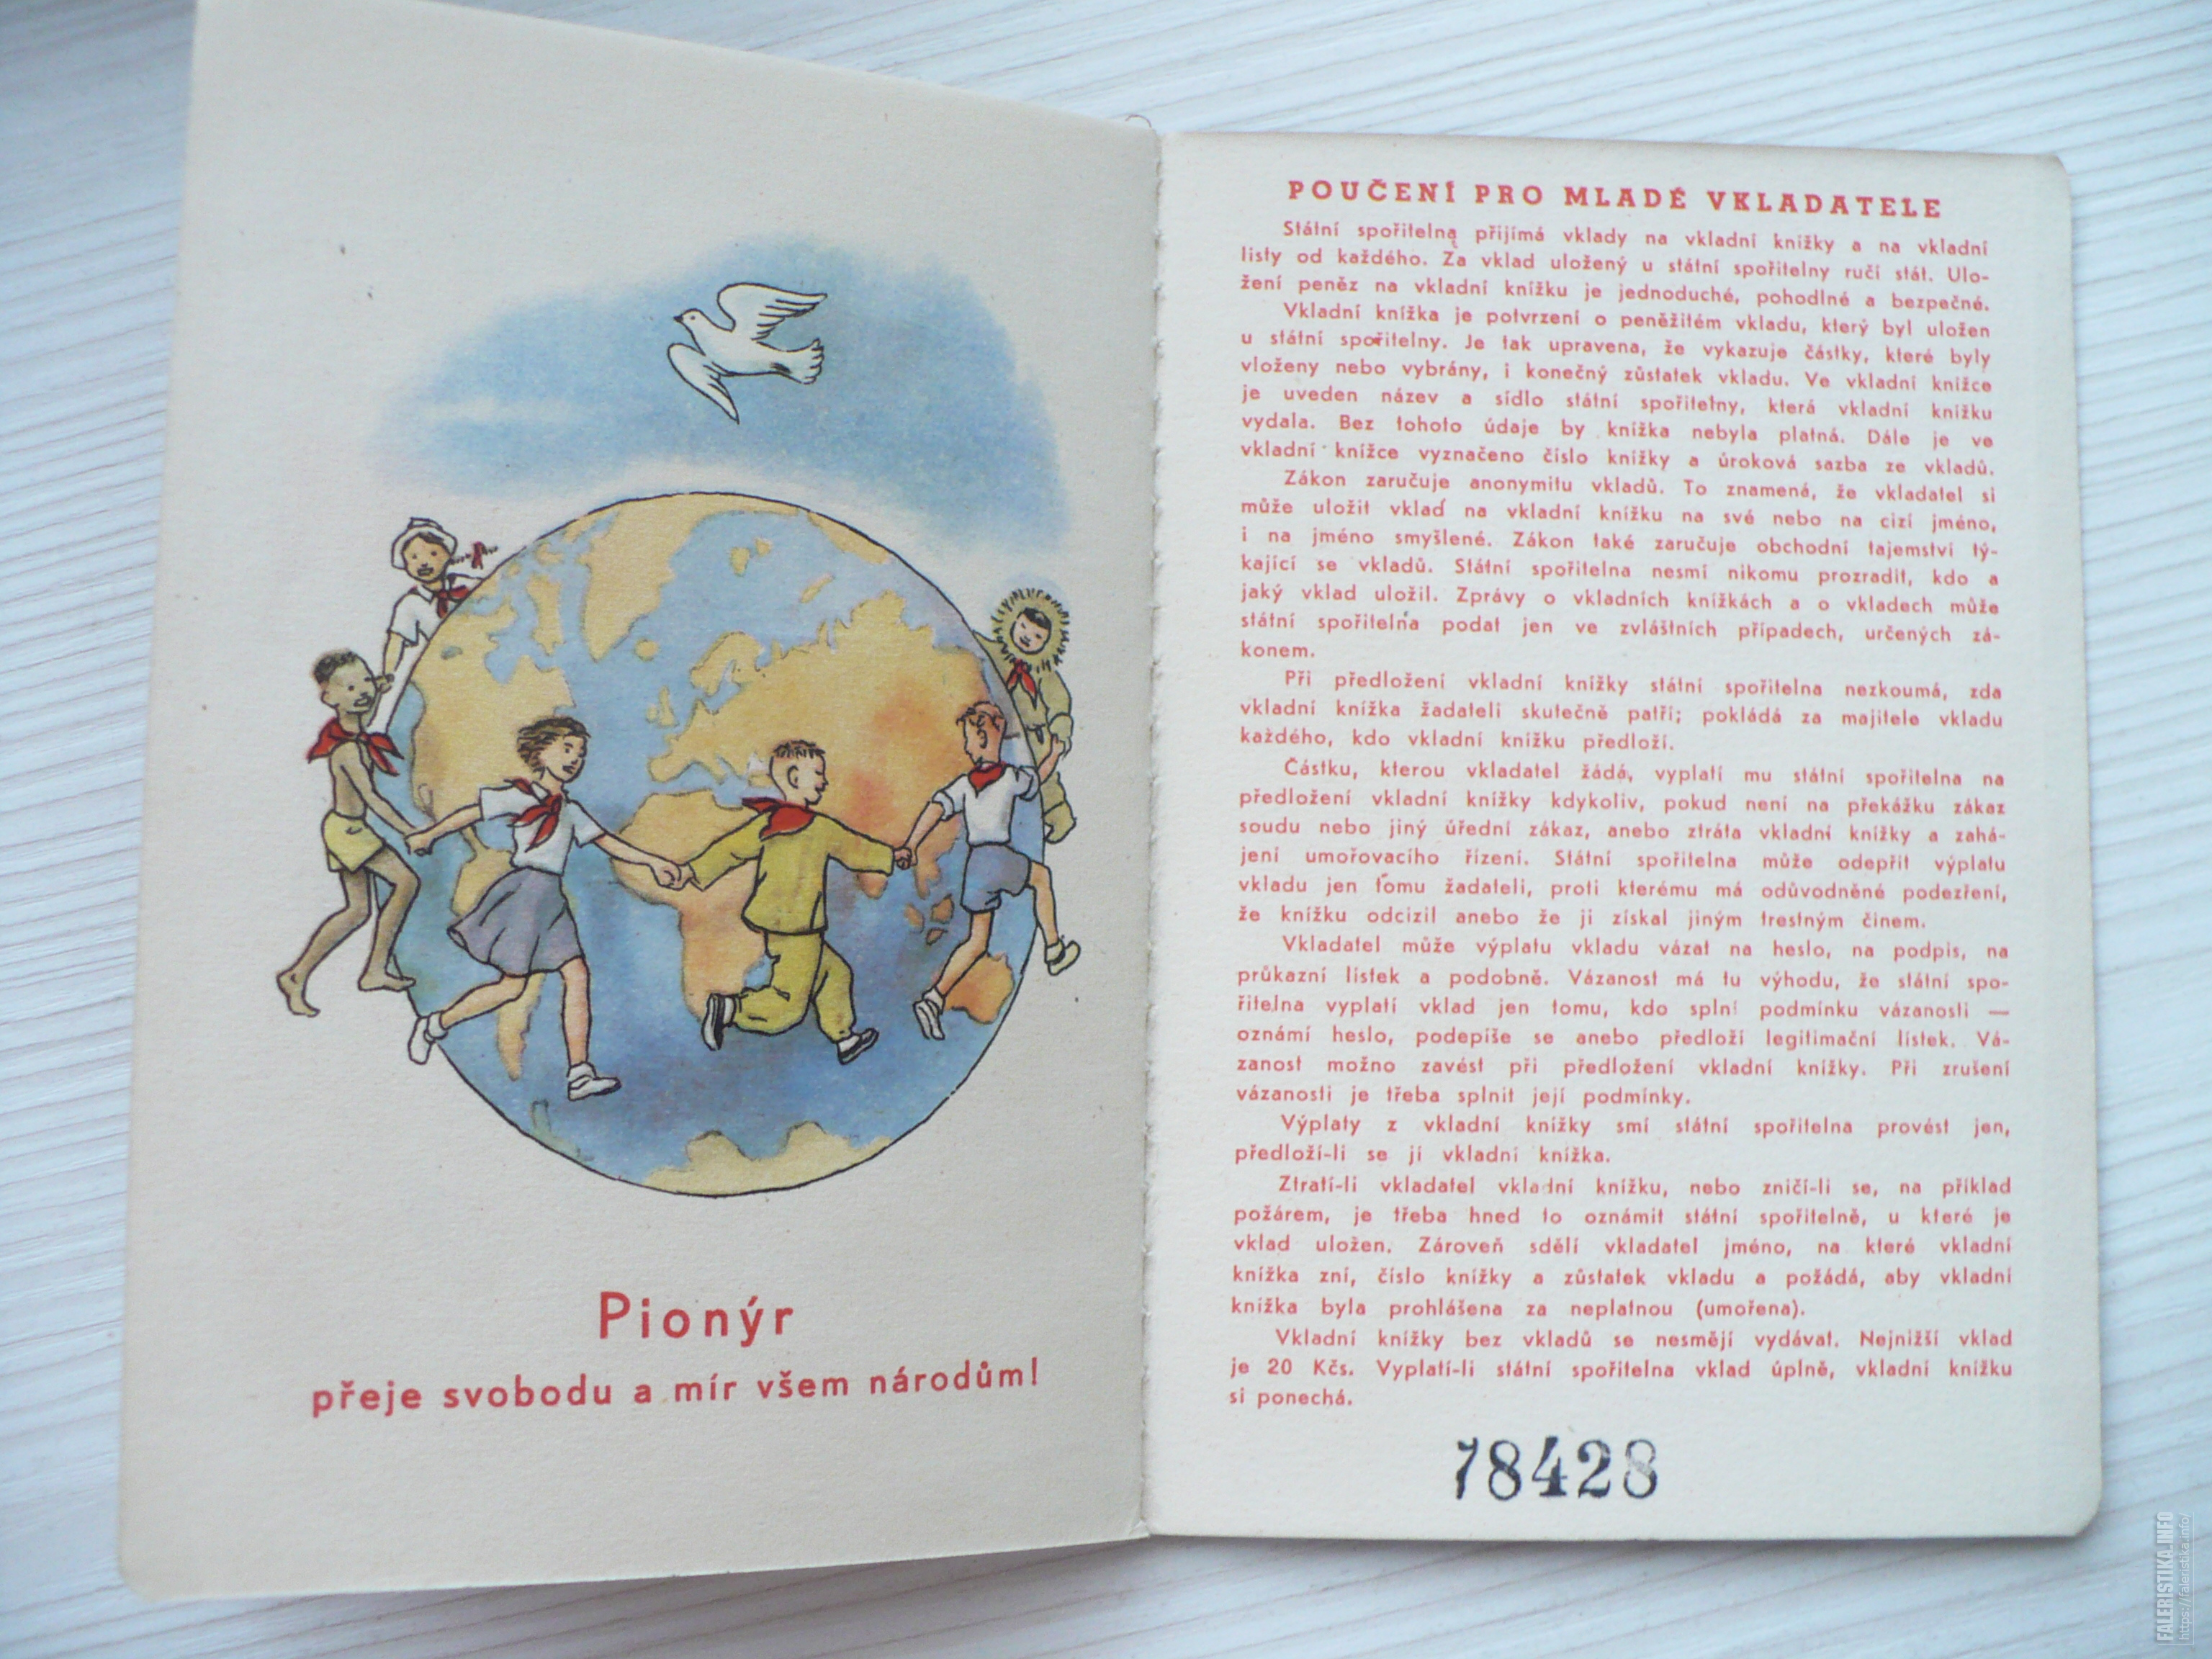 Pionýr
přeje svobodu a mír všem národům!
POUČENÍ PRO MLADÉ VKLADATELE
Státní spořitelna přijímá vklady na vkladní knížky a na vkladní
listy od každého. Za vklad uložený u státní spořitelny ručí stát. Ulo-
žení peněz na vkladní knížku je jednoduché, pohodlné a bezpečné.
Vkladní knížka je potvrzení o peněžitém vkladu, který byl uložen
u státní spořitelny. Je tak upravena, že vykazuje částky, které byly
vloženy nebo vybrány, i konečný zůstatek vkladu. Ve vkladní knížce
je uveden název a sídlo státní spořitelny, která vkladní knížku
vydala. Bez tohoto údaje by knížka nebyla platná. Dále je ve
vkladní knížce vyznačeno číslo knížky a úroková sazba ze vkladů.
Zákon zaručuje anonymitu vkladů. To znamená, že vkladatel si
může uložit vklad na vkladní knížku na své nebo na cizí jméno,
i na jméno smyšlené. Zákon také zaručuje obchodní tajemství tý-
kající se vkladů. Státní spořitelna nesmí nikomu prozradit, kdo a
jaký vklad uložil. Zprávy o vkladních knížkách a o vkladech může
státní spořitelna podat jen ve zvláštních případech, určených zá-
konem.
Při předložení vkladní knížky státní spořitelna nezkoumá, zda
vkladní knížka žadateli skutečně patří; pokládá za majitele vkladu
každého, kdo vkladní knížku předloží.
Částku, kterou vkladatel žádá, vyplatí mu státní spořitelna na
předložení vkladní knížky kdykoliv, pokud není na překážku zákaz
soudu nebo jiný úřední zákaz, anebo ztráta vkladní knížky a zahá-
jení umořovacího řízení. Státní spořitelna může odepřít výplatu
vkladu jen tomu žadateli, proti kterému má odůvodněné podezření,
že knížku odcizil anebo že ji získal jiným trestným činem.
Vkladatel může výplatu vkladu vázat na heslo, na podpis, na
průkazní lístek a podobně. Vázanost má tu výhodu, že státní spo-
řitelna vyplatí vklad jen tomu, kdo splní podmínku vázanosti —
oznámí heslo, podepíše se anebo předloží legitimační lístek. Vá-
zanost možno zavést při předložení vkladní knížky. Při zrušení
vázanosti je třeba splnit její podmínky.
Výplaty z vkladní knížky smí státní spořitelna provést jen,
předloží-li se jí vkladní knížka.
Ztratí-li vkladatel vkladní knížku, nebo zničí-li se, na příklad
požárem, je třeba hned to oznámit státní spořitelně, u které je
vklad uložen. Zároveň sdělí vkladatel jméno, na které vkladní
knížka zní, číslo knížky a zůstatek vkladu a požádá, aby vkladní
knížka byla prohlášena za neplatnou (umořena).
Vkladní knížky bez vkladů se nesmějí vydávat. Nejnižší vklad
je 20 Kčs. Vyplatí-li státní spořitelna vklad úplně, vkladní knížku
si ponechá.
78428
FALERISTIKA.INFO
https://faleristika.info/